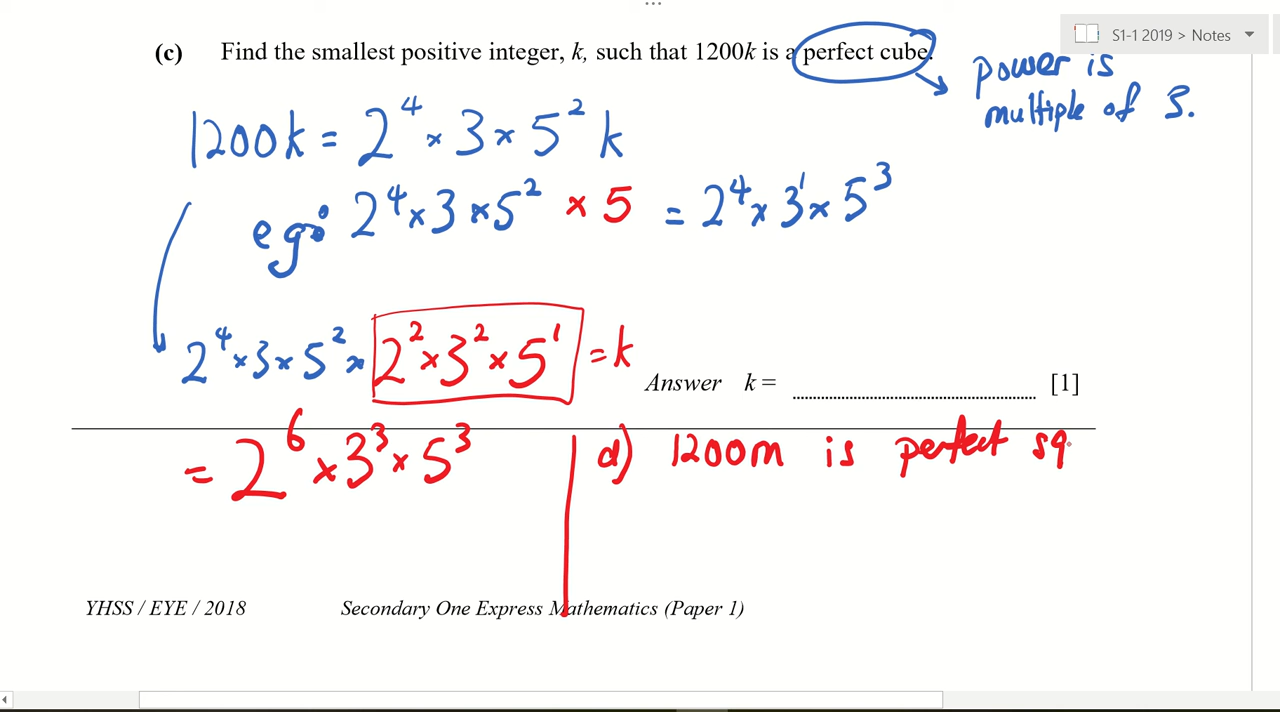 S1-1 2019 > Notes
(c) Find the smallest positive integer, k, such that 1200k is a perfect cube.
power is
multiple of 3.
1200k = 2⁴ × 3 × 5² k
eg: 2⁴ × 3 × 5² × 5 = 2⁴ × 3¹ × 5³
2⁴ × 3 × 5² × 2² × 3² × 5¹ = k
Answer k = ........................................ [1]
= 2⁶ × 3³ × 5³
d) 1200m is perfect sq
YHSS / EYE / 2018 Secondary One Express Mathematics (Paper 1)